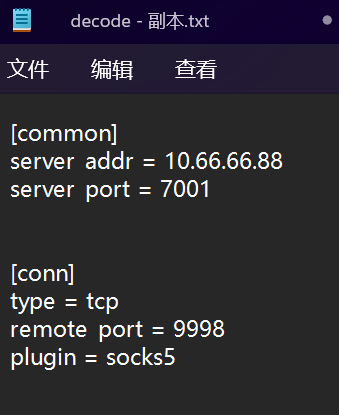 decode - 副本.txt
文件 编辑 查看
[common]
server addr = 10.66.66.88
server port = 7001
[conn]
type = tcp
remote port = 9998
plugin = socks5